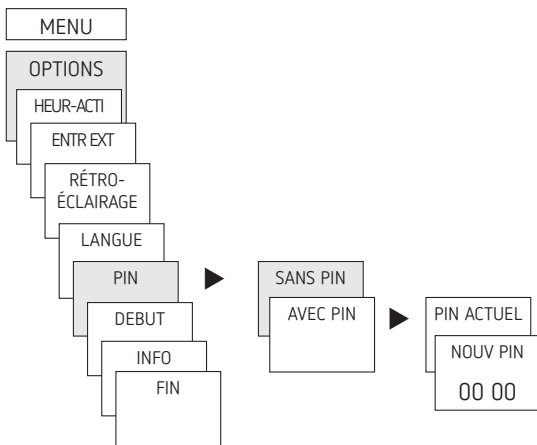 MENU
OPTIONS
HEUR-ACTI
ENTR EXT
RÉTRO-
ÉCLAIRAGE
LANGUE
PIN
SANS PIN
DEBUT
AVEC PIN
PIN ACTUEL
INFO
NOUV PIN
FIN
00 00